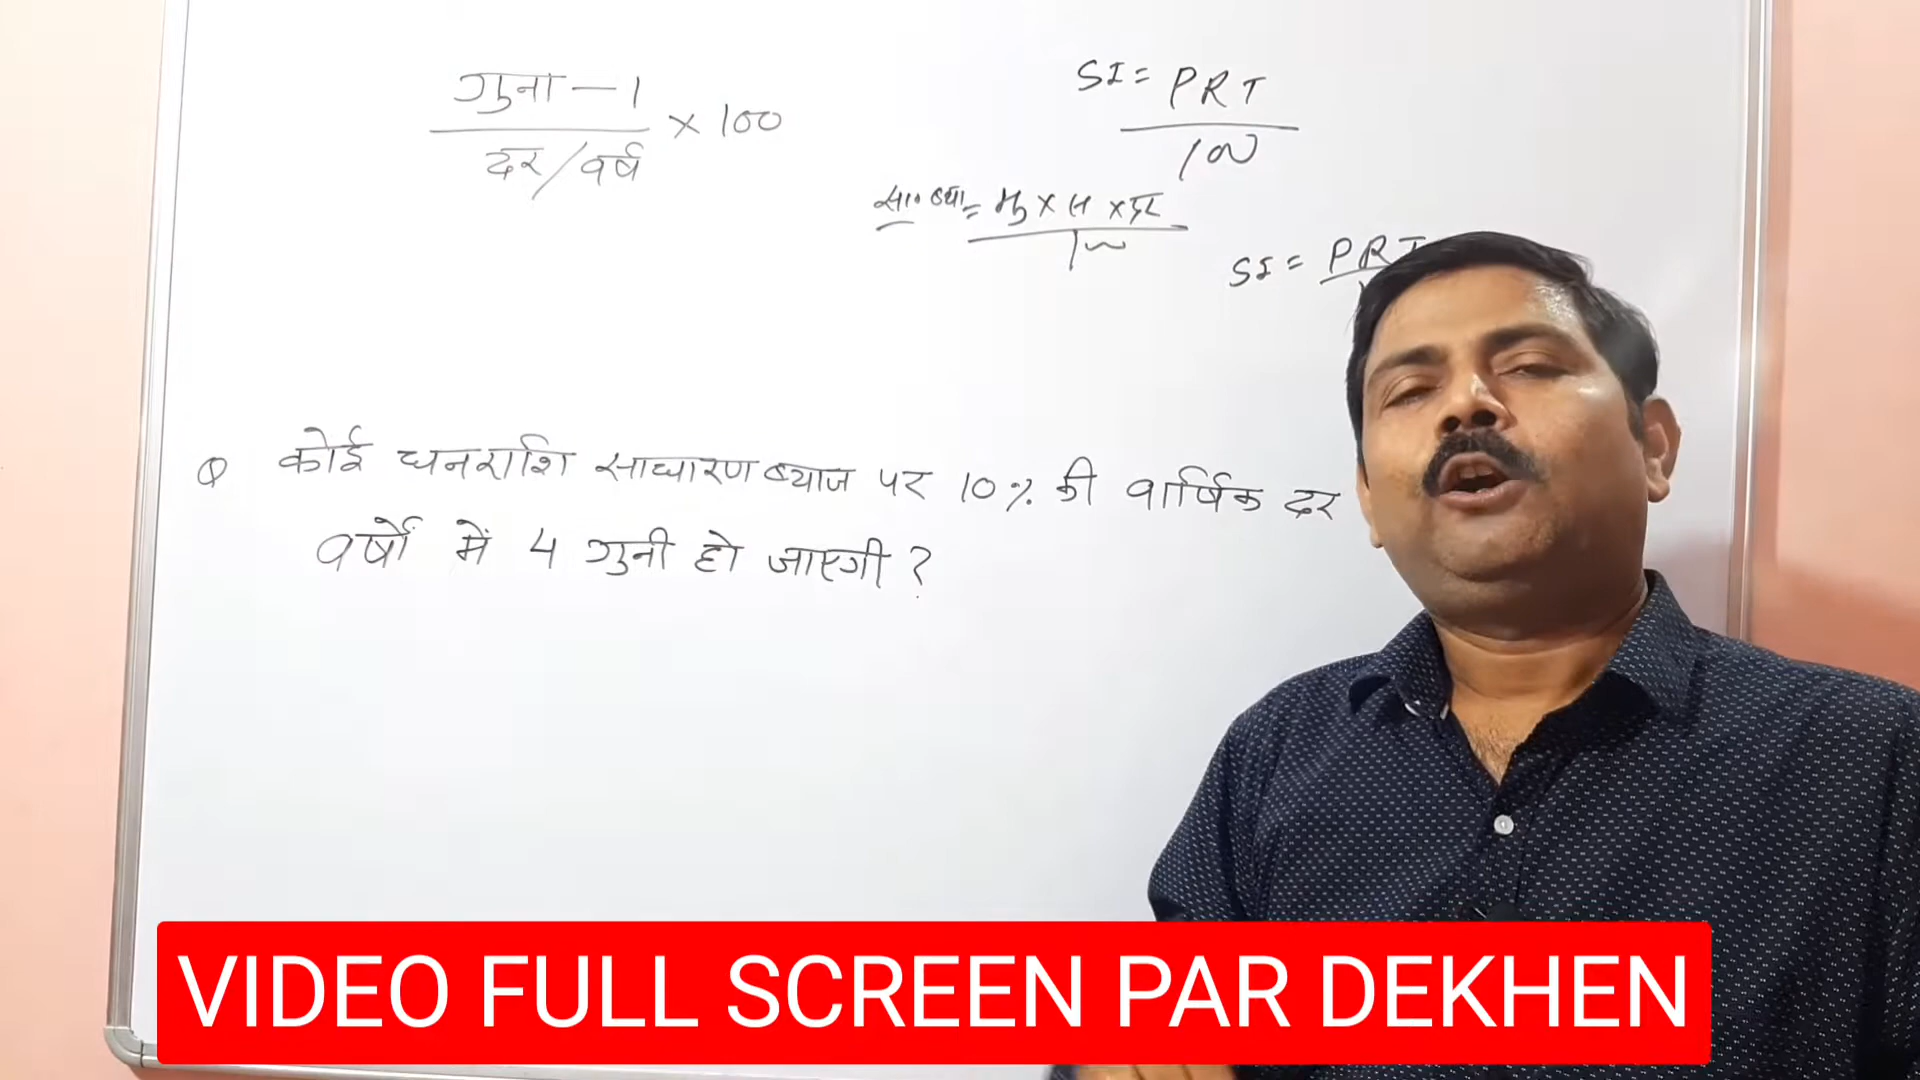 गुना - 1
दर/वर्ष × 100
SI = PRT
100
सा० ब्या = मू × स × दर
100
SI = PRT
Q कोई धनराशि साधारण ब्याज पर 10% की वार्षिक दर
वर्षों में 4 गुनी हो जाएगी ?
VIDEO FULL SCREEN PAR DEKHEN